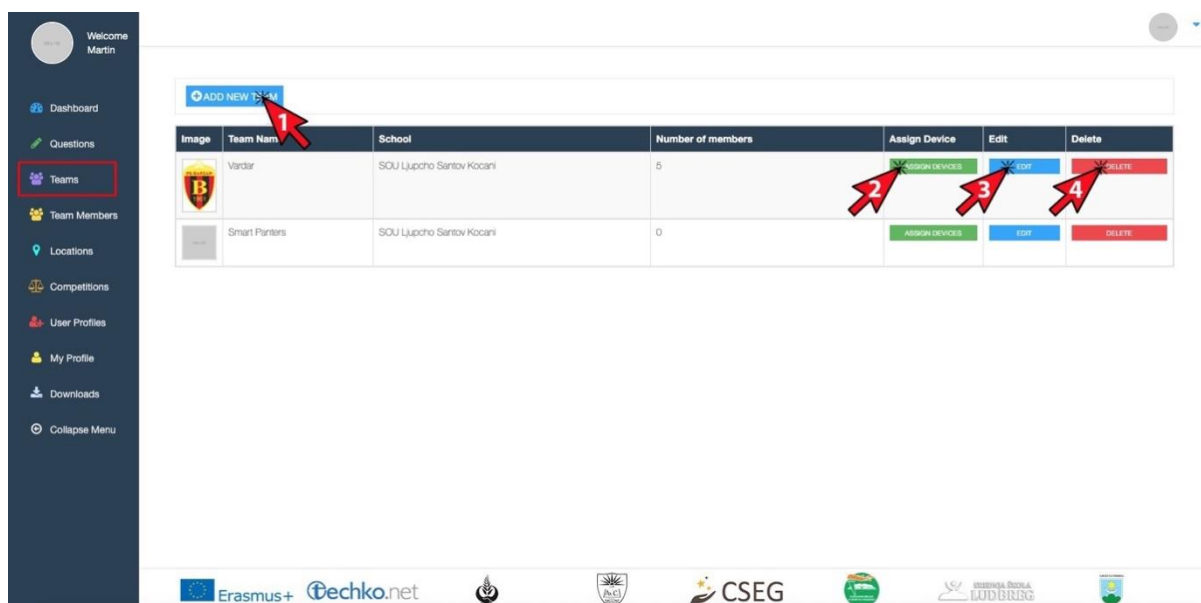 Welcome
Martin
Dashboard
Questions
Teams
Team Members
Locations
Competitions
User Profiles
My Profile
Downloads
Collapse Menu
ADD NEW
1
Image Team School Number of members Assign Device Edit Delete
Vardar SOU Ljupcho Santov Kocani 5 ASSIGN DEVICES EDIT DELETE
2 3 4
Smart Panters SOU Ljupcho Santov Kocani 0 ASSIGN DEVICES EDIT DELETE
Erasmus+ techko.net CSEG LUDBREG